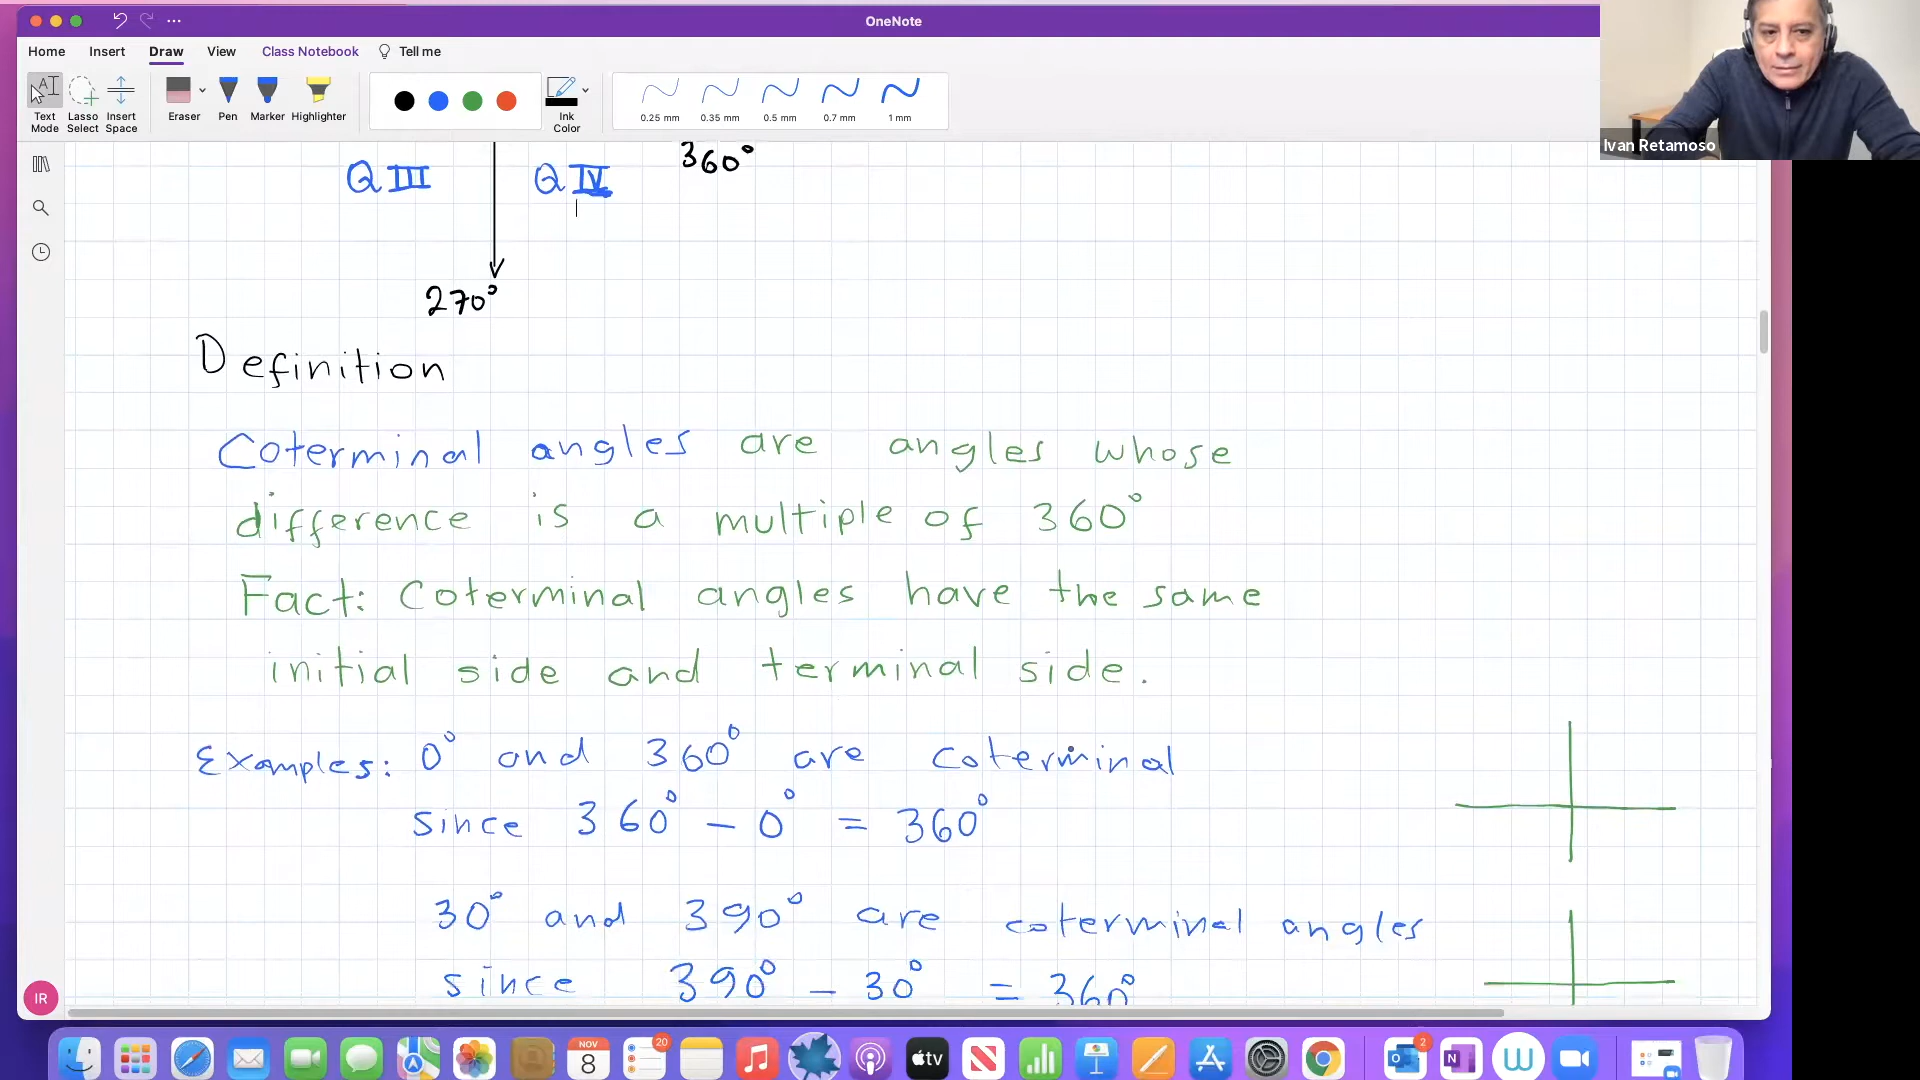 OneNote
Home Insert Draw View Class Notebook Tell me
Text Mode
Lasso Select
Insert Space
Eraser
Pen
Marker
Highlighter
Ink Color
0.25 mm
0.35 mm
0.5 mm
0.7 mm
1 mm
Ivan Retamoso
360°
Q III
Q IV
270°
Definition
Coterminal angles are angles whose
difference is a multiple of 360°
Fact: Coterminal angles have the same
initial side and terminal side.
Examples: 0° and 360° are coterminal
since 360° - 0° = 360°
30° and 390° are coterminal angles
since 390° - 30° = 360°
IR
NOV
8
20
tv
2